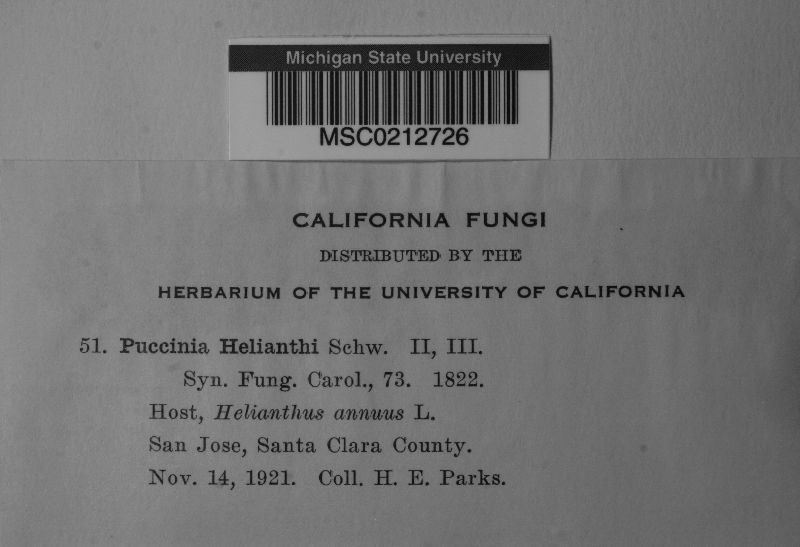 Michigan State University
MSC0212726
CALIFORNIA FUNGI
DISTRIBUTED BY THE
HERBARIUM OF THE UNIVERSITY OF CALIFORNIA
51. Puccinia Helianthi Schw. II, III.
Syn. Fung. Carol., 73. 1822.
Host, Helianthus annuus L.
San Jose, Santa Clara County.
Nov. 14, 1921. Coll. H. E. Parks.